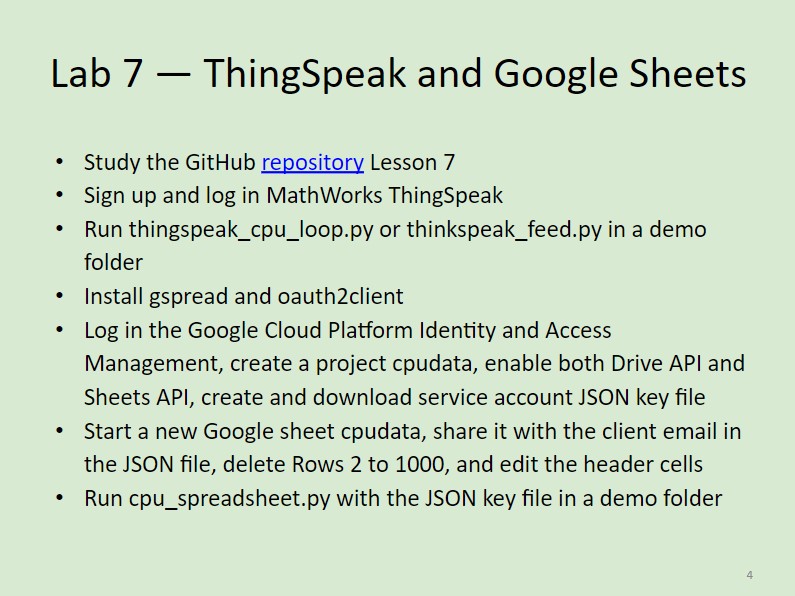 Lab 7 — ThingSpeak and Google Sheets
• Study the GitHub repository Lesson 7
• Sign up and log in MathWorks ThingSpeak
• Run thingspeak_cpu_loop.py or thinkspeak_feed.py in a demo
folder
• Install gspread and oauth2client
• Log in the Google Cloud Platform Identity and Access
Management, create a project cpudata, enable both Drive API and
Sheets API, create and download service account JSON key file
• Start a new Google sheet cpudata, share it with the client email in
the JSON file, delete Rows 2 to 1000, and edit the header cells
• Run cpu_spreadsheet.py with the JSON key file in a demo folder
4